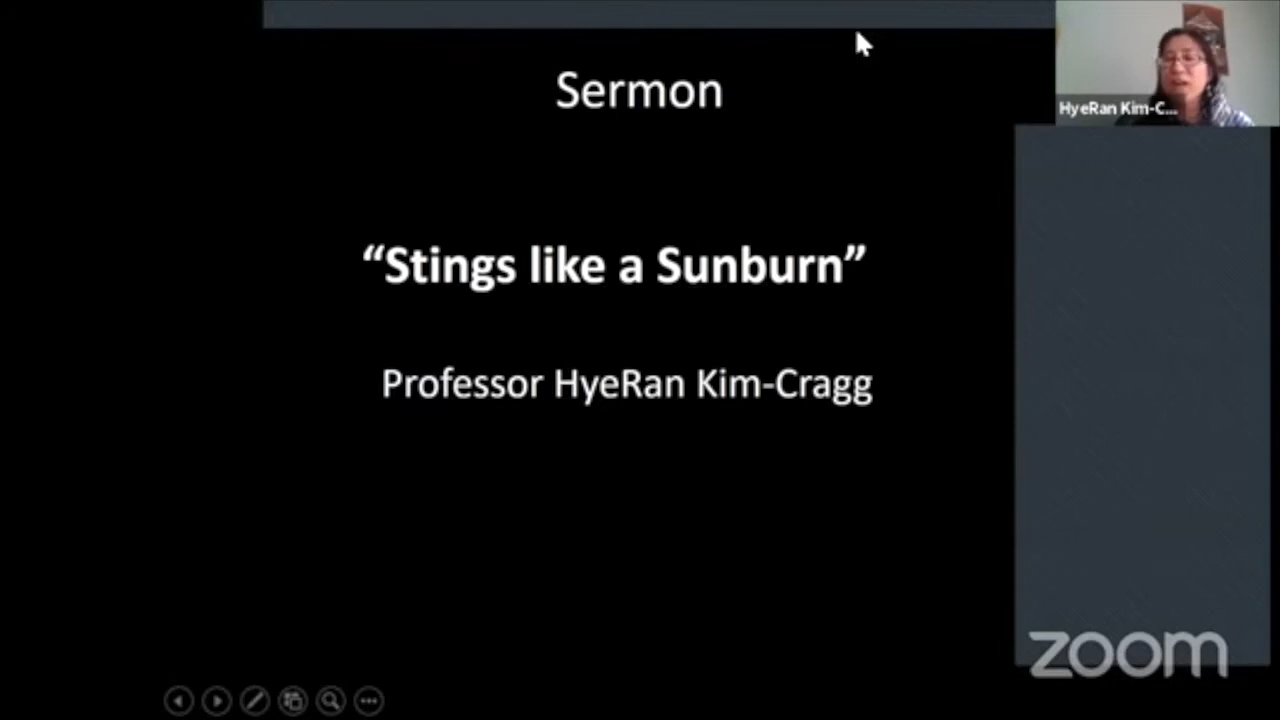 Sermon
HyeRan Kim-C...
“Stings like a Sunburn”
Professor HyeRan Kim-Cragg
zoom